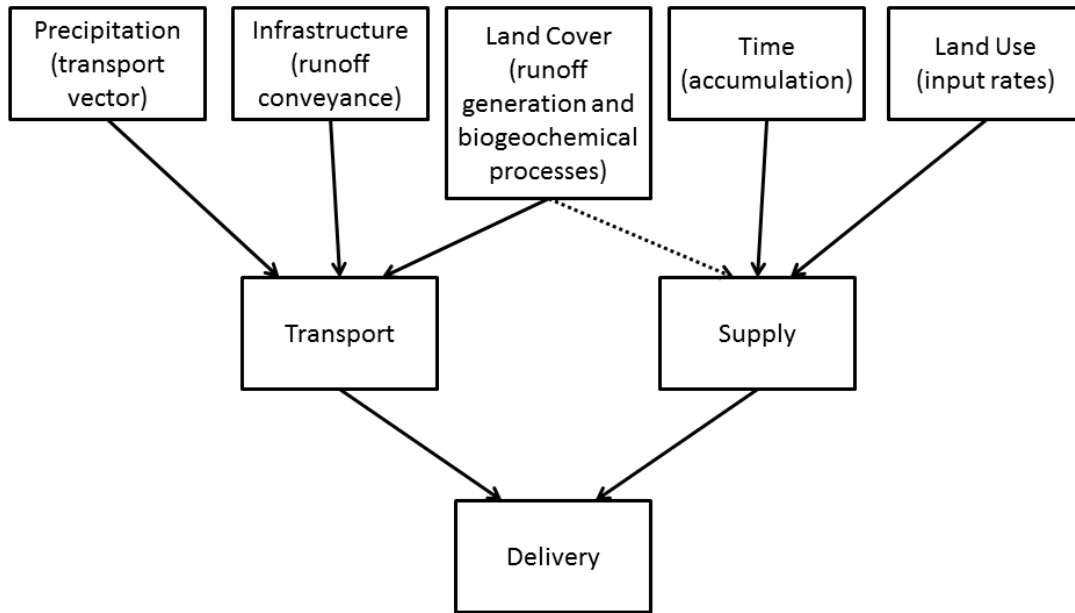 Precipitation
(transport
vector)
Infrastructure
(runoff
conveyance)
Land Cover
(runoff
generation and
biogeochemical
processes)
Time
(accumulation)
Land Use
(input rates)
Transport
Supply
Delivery